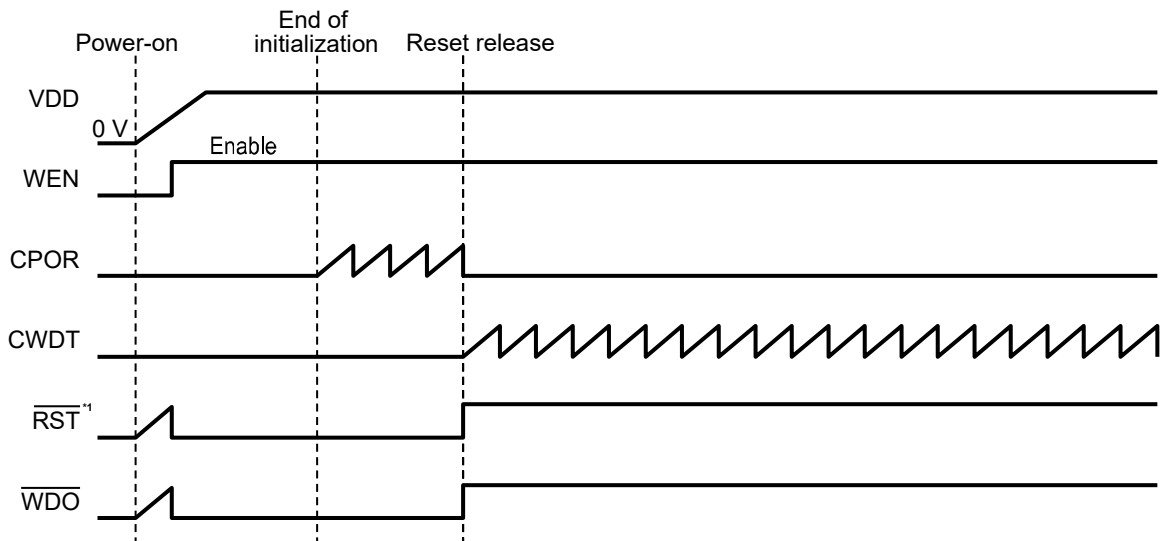 End of
Power-on initialization Reset release
VDD
0 V
Enable
WEN
CPOR
CWDT
RST*1
WDO